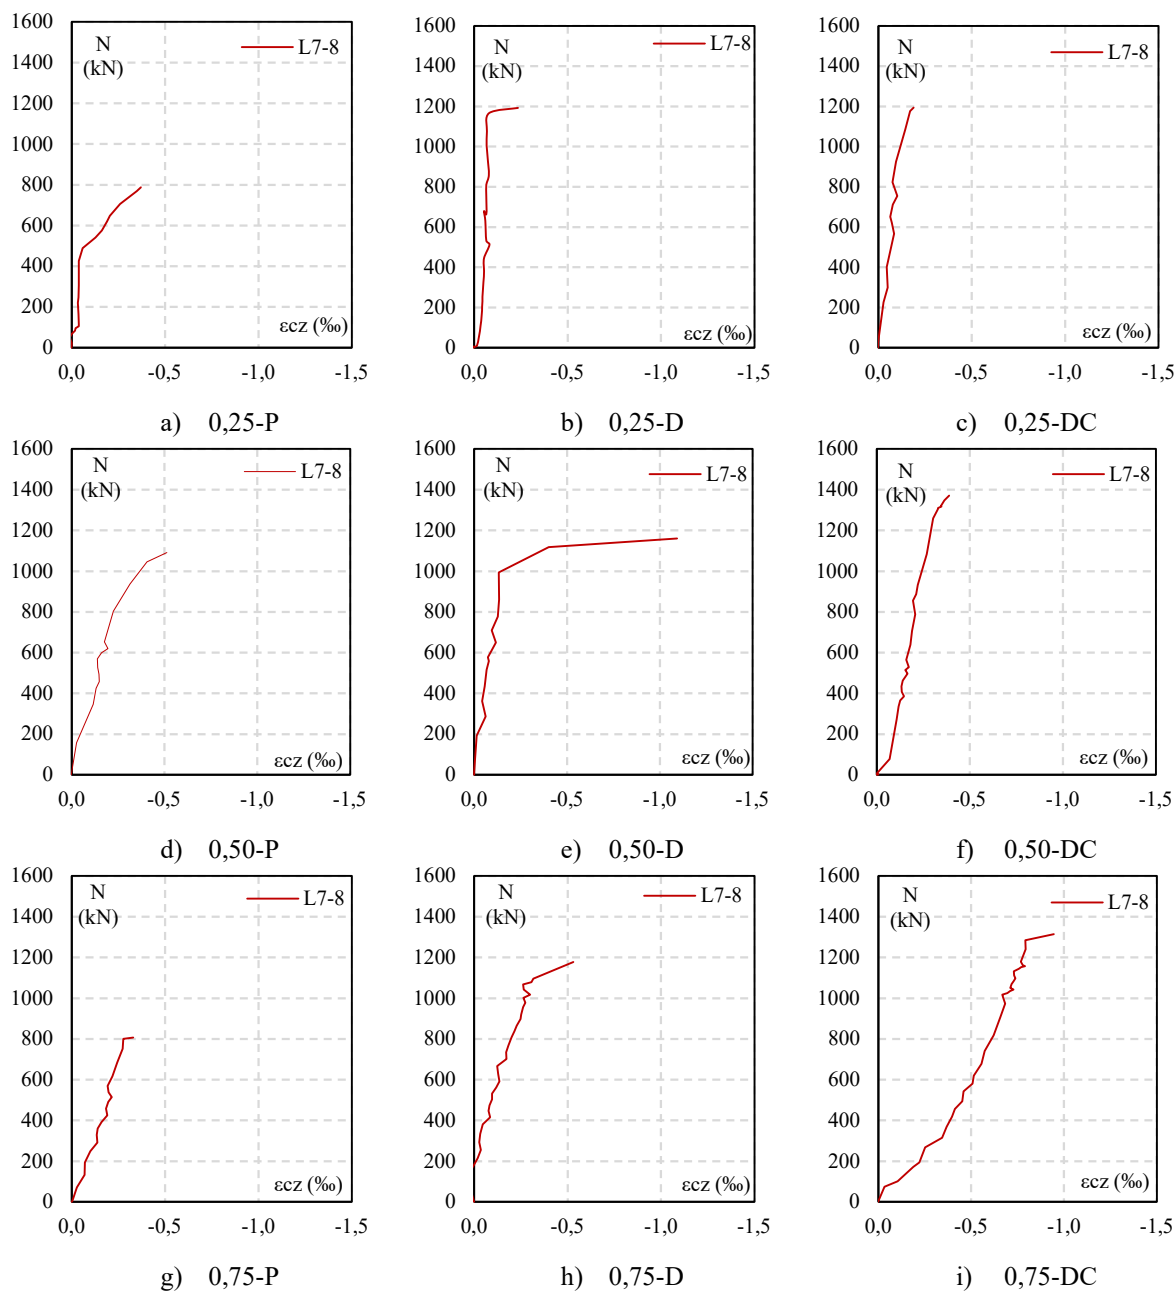 1600
1400
1200
1000
800
600
400
200
0
N
(kN)
L7-8
εcz (‰)
0,0 -0,5 -1,0 -1,5
a) 0,25-P
1600
1400
1200
1000
800
600
400
200
0
N
(kN)
L7-8
εcz (‰)
0,0 -0,5 -1,0 -1,5
b) 0,25-D
1600
1400
1200
1000
800
600
400
200
0
N
(kN)
L7-8
εcz (‰)
0,0 -0,5 -1,0 -1,5
c) 0,25-DC
1600
1400
1200
1000
800
600
400
200
0
N
(kN)
L7-8
εcz (‰)
0,0 -0,5 -1,0 -1,5
d) 0,50-P
1600
1400
1200
1000
800
600
400
200
0
N
(kN)
L7-8
εcz (‰)
0,0 -0,5 -1,0 -1,5
e) 0,50-D
1600
1400
1200
1000
800
600
400
200
0
N
(kN)
L7-8
εcz (‰)
0,0 -0,5 -1,0 -1,5
f) 0,50-DC
1600
1400
1200
1000
800
600
400
200
0
N
(kN)
L7-8
εcz (‰)
0,0 -0,5 -1,0 -1,5
g) 0,75-P
1600
1400
1200
1000
800
600
400
200
0
N
(kN)
L7-8
εcz (‰)
0,0 -0,5 -1,0 -1,5
h) 0,75-D
1600
1400
1200
1000
800
600
400
200
0
N
(kN)
L7-8
εcz (‰)
0,0 -0,5 -1,0 -1,5
i) 0,75-DC